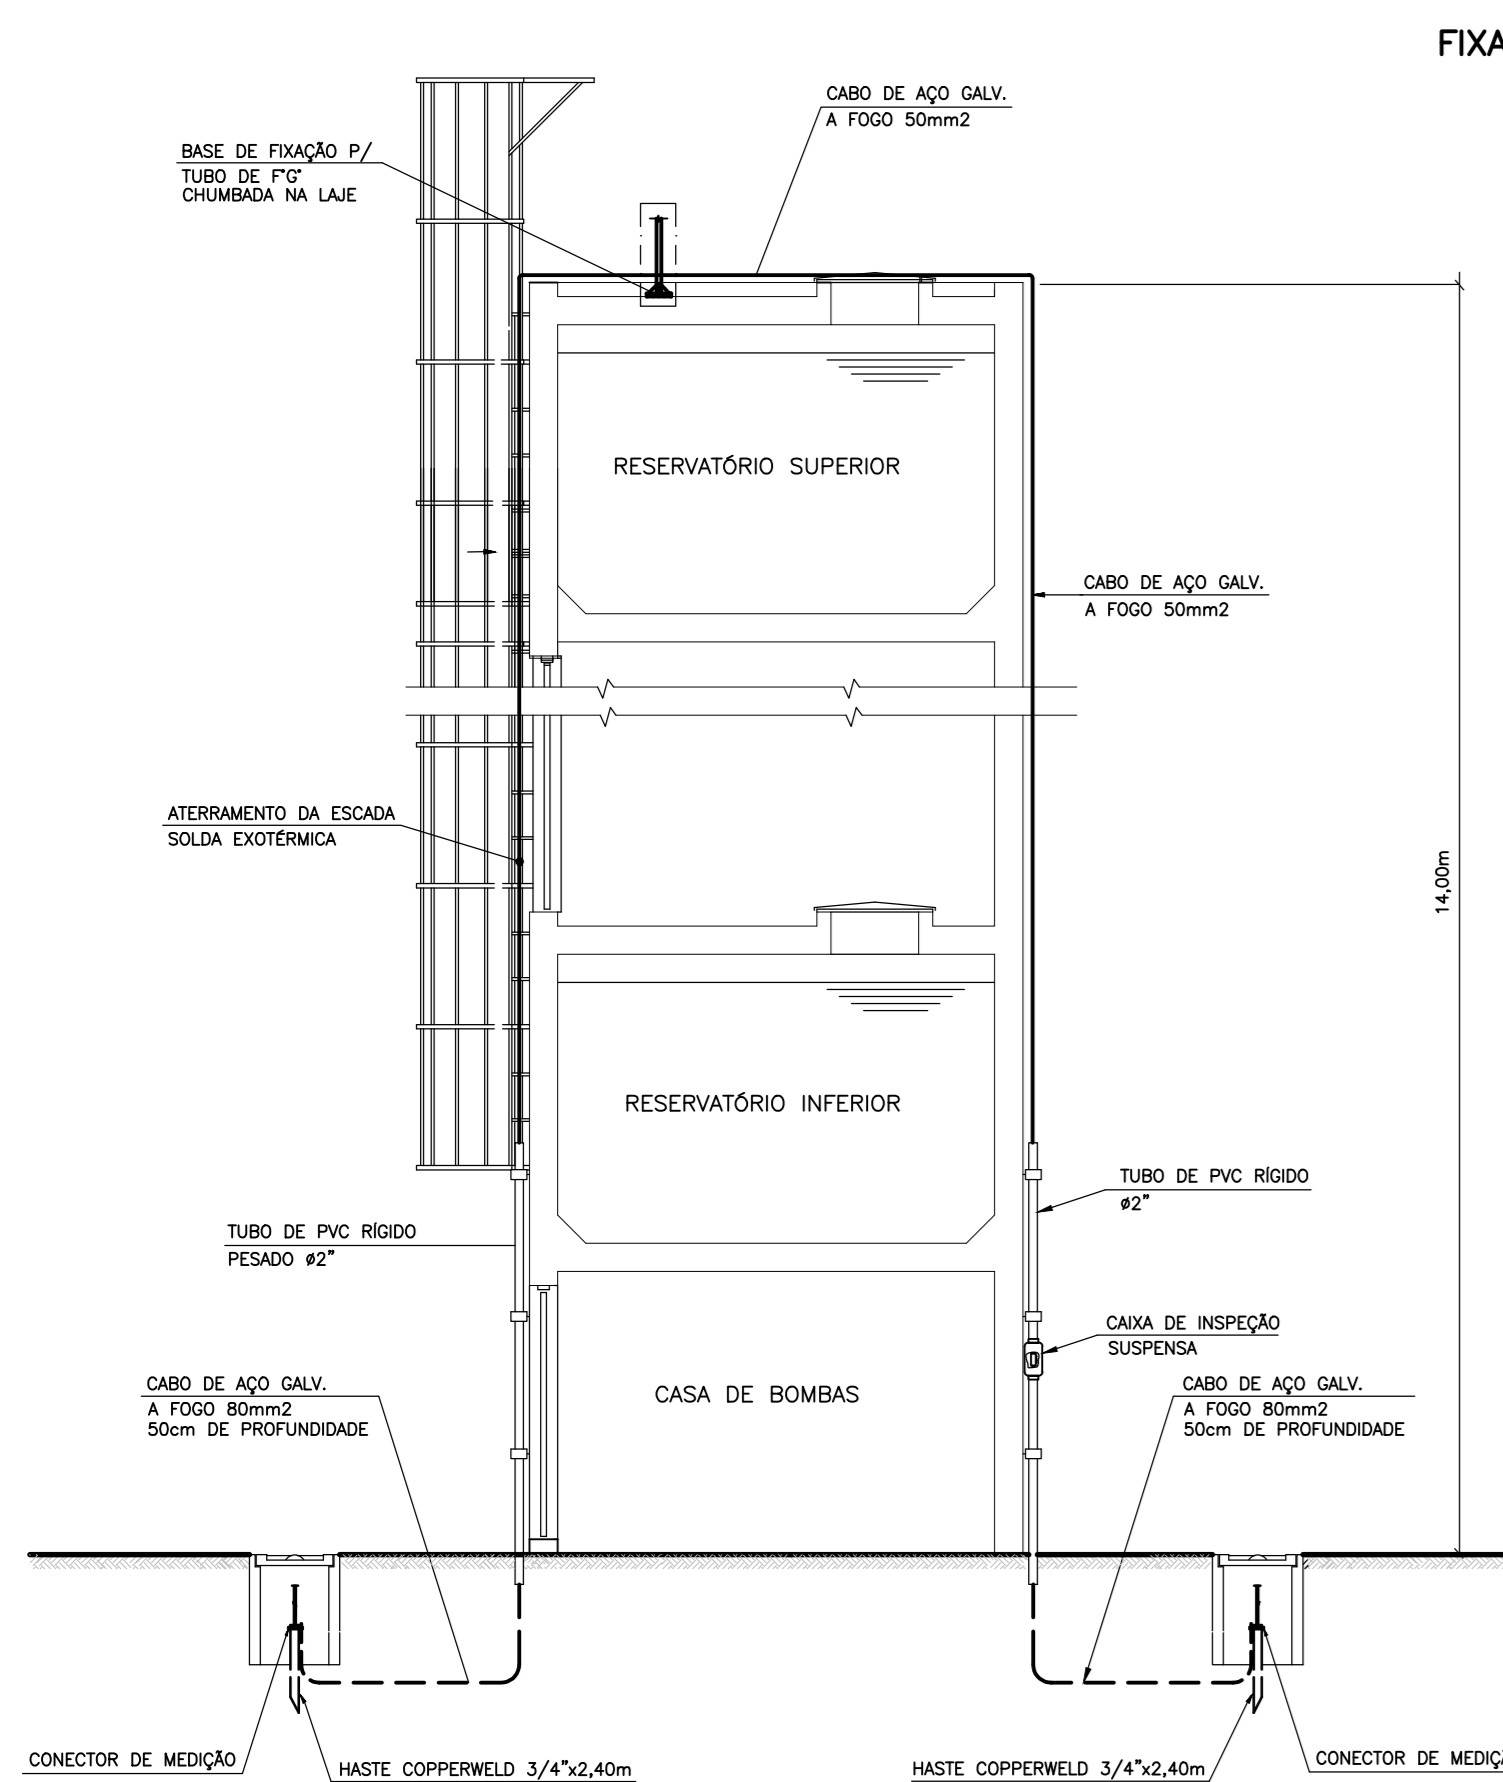 FIXA
CABO DE AÇO GALV.
A FOGO 50mm2
BASE DE FIXAÇÃO P/
TUBO DE F°G°
CHUMBADA NA LAJE
RESERVATÓRIO SUPERIOR
CABO DE AÇO GALV.
A FOGO 50mm2
ATERRAMENTO DA ESCADA
SOLDA EXOTÉRMICA
14,00m
RESERVATÓRIO INFERIOR
TUBO DE PVC RÍGIDO
ø2"
TUBO DE PVC RÍGIDO
PESADO ø2"
CAIXA DE INSPEÇÃO
SUSPENSA
CASA DE BOMBAS
CABO DE AÇO GALV.
A FOGO 80mm2
50cm DE PROFUNDIDADE
CABO DE AÇO GALV.
A FOGO 80mm2
50cm DE PROFUNDIDADE
CONECTOR DE MEDIÇÃO
HASTE COPPERWELD 3/4"x2,40m
HASTE COPPERWELD 3/4"x2,40m
CONECTOR DE MEDIÇÃ